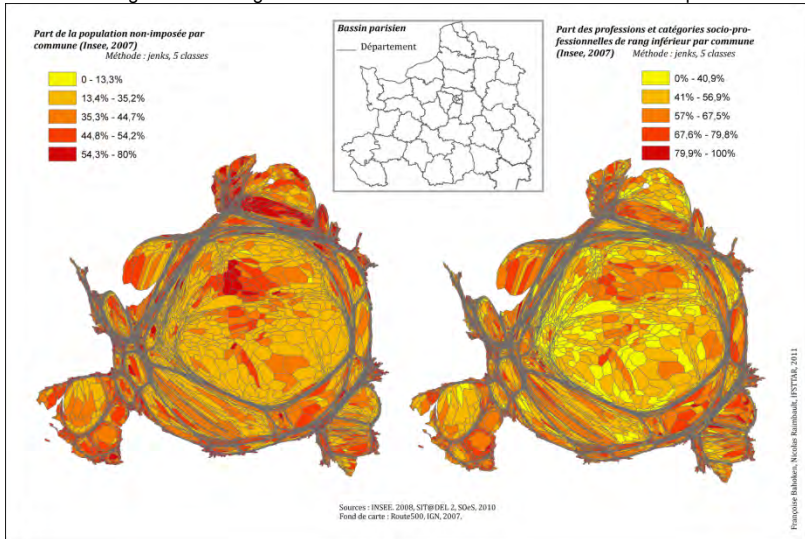 Part de la population non-imposée par
commune (Insee, 2007)
Méthode : jenks, 5 classes
0 - 13,3%
13,4% - 35,2%
35,3% - 44,7%
44,8% - 54,2%
54,3% - 80%
Bassin parisien
Département
Part des professions et catégories socio-pro-
fessionnelles de rang inférieur par commune
(Insee, 2007) Méthode : jenks, 5 classes
0% - 40,9%
41% - 56,9%
57% - 67,5%
67,6% - 79,8%
79,9% - 100%
Sources : INSEE. 2008, SIT@DEL 2, SOeS, 2010
Fond de carte : Route500, IGN, 2007.
Françoise Bahoken, Nicolas Raimbault, IFSTTAR, 2011